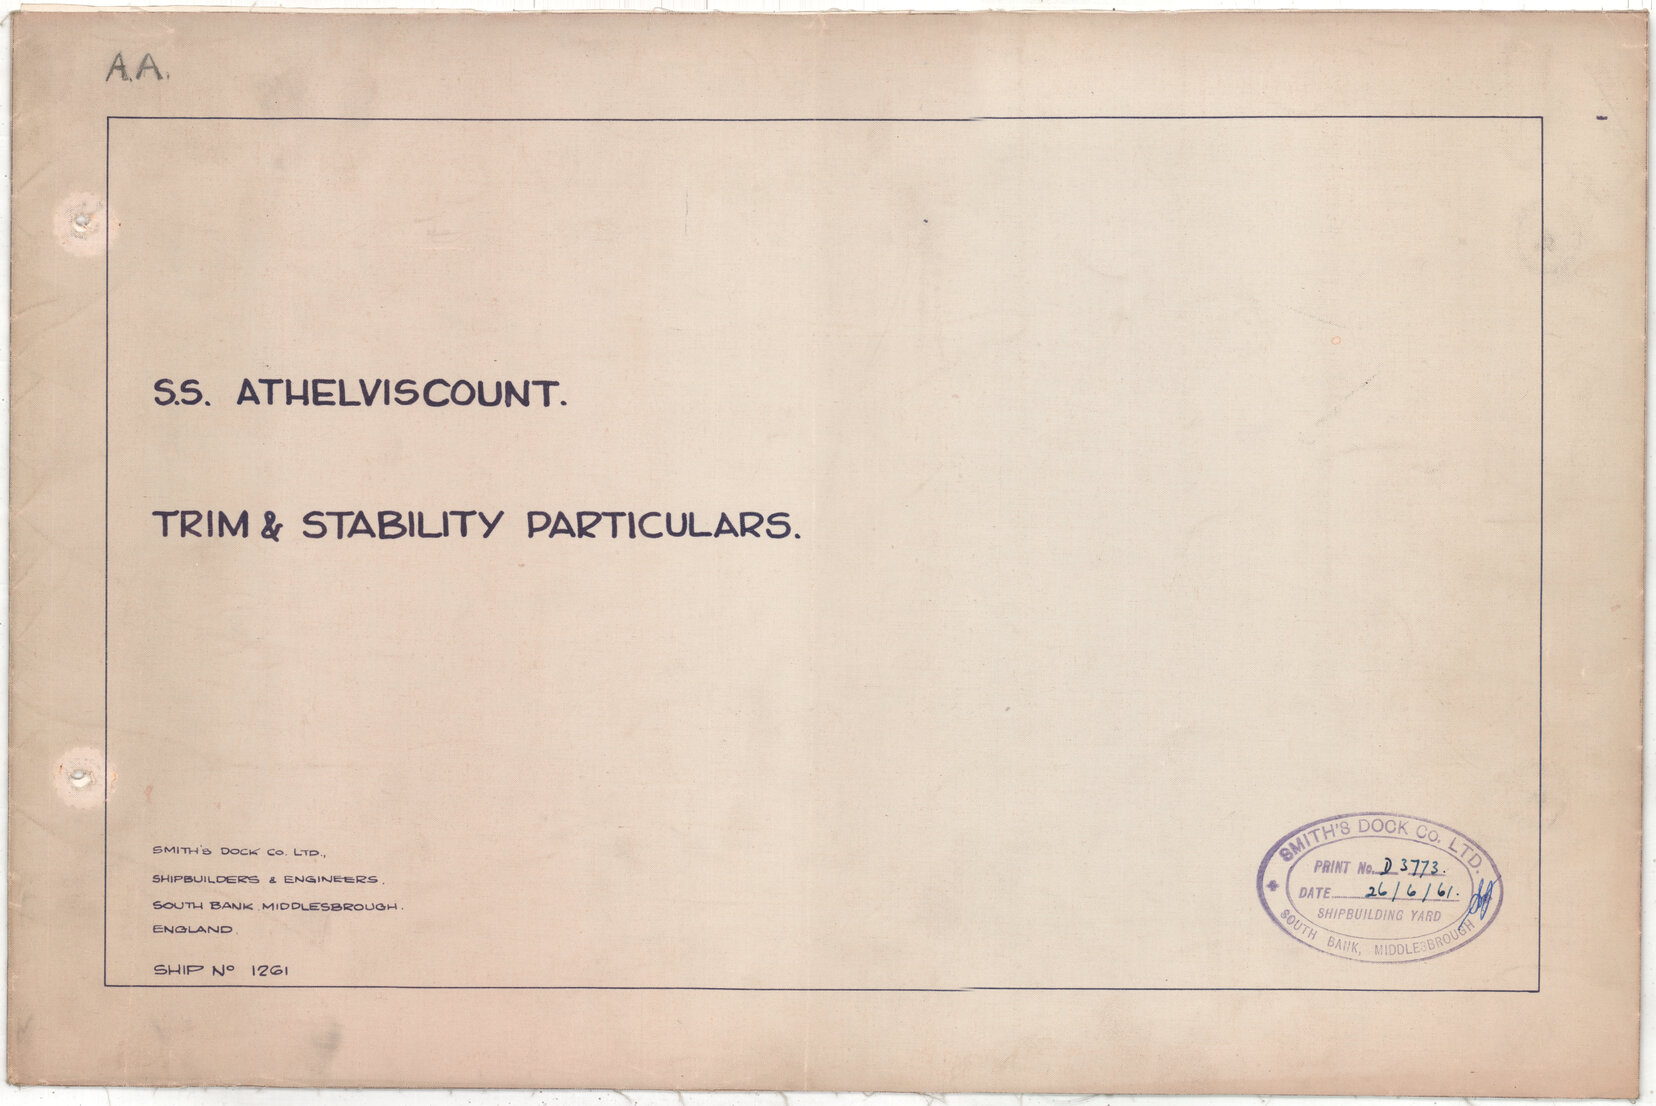 A.A.
S.S. ATHELVISCOUNT.
TRIM & STABILITY PARTICULARS.
SMITH'S DOCK CO. LTD.,
SHIPBUILDERS & ENGINEERS,
SOUTH BANK MIDDLESBROUGH.
ENGLAND.
SHIP Nº 1261
SMITH'S DOCK CO. LTD.
PRINT No. D 3773.
DATE 26/6/61.
SHIPBUILDING YARD
SOUTH BANK, MIDDLESBROUGH